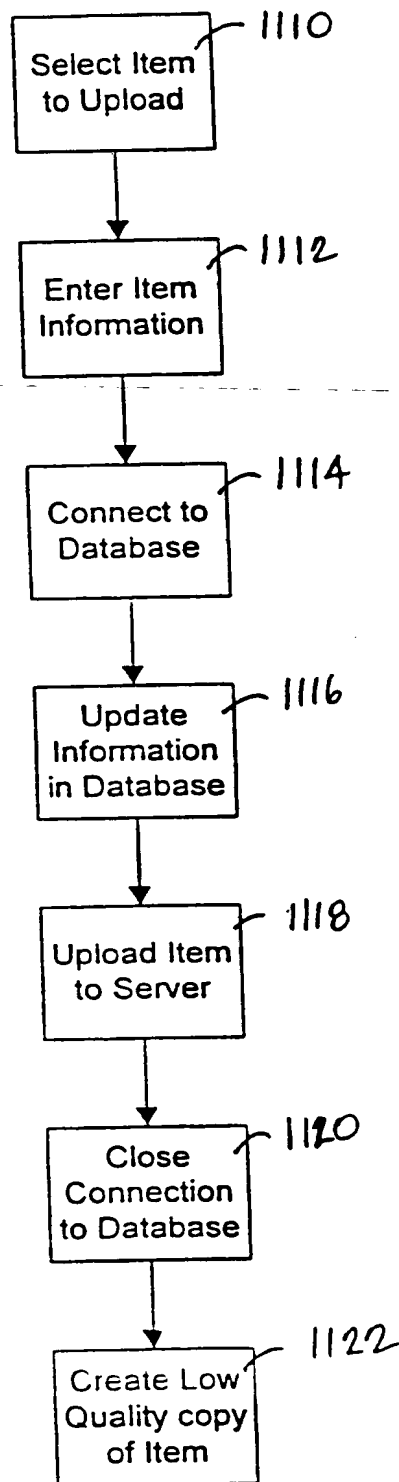 1110
Select Item
to Upload
1112
Enter Item
Information
1114
Connect to
Database
1116
Update
Information
in Database
1118
Upload Item
to Server
1120
Close
Connection
to Database
1122
Create Low
Quality copy
of Item